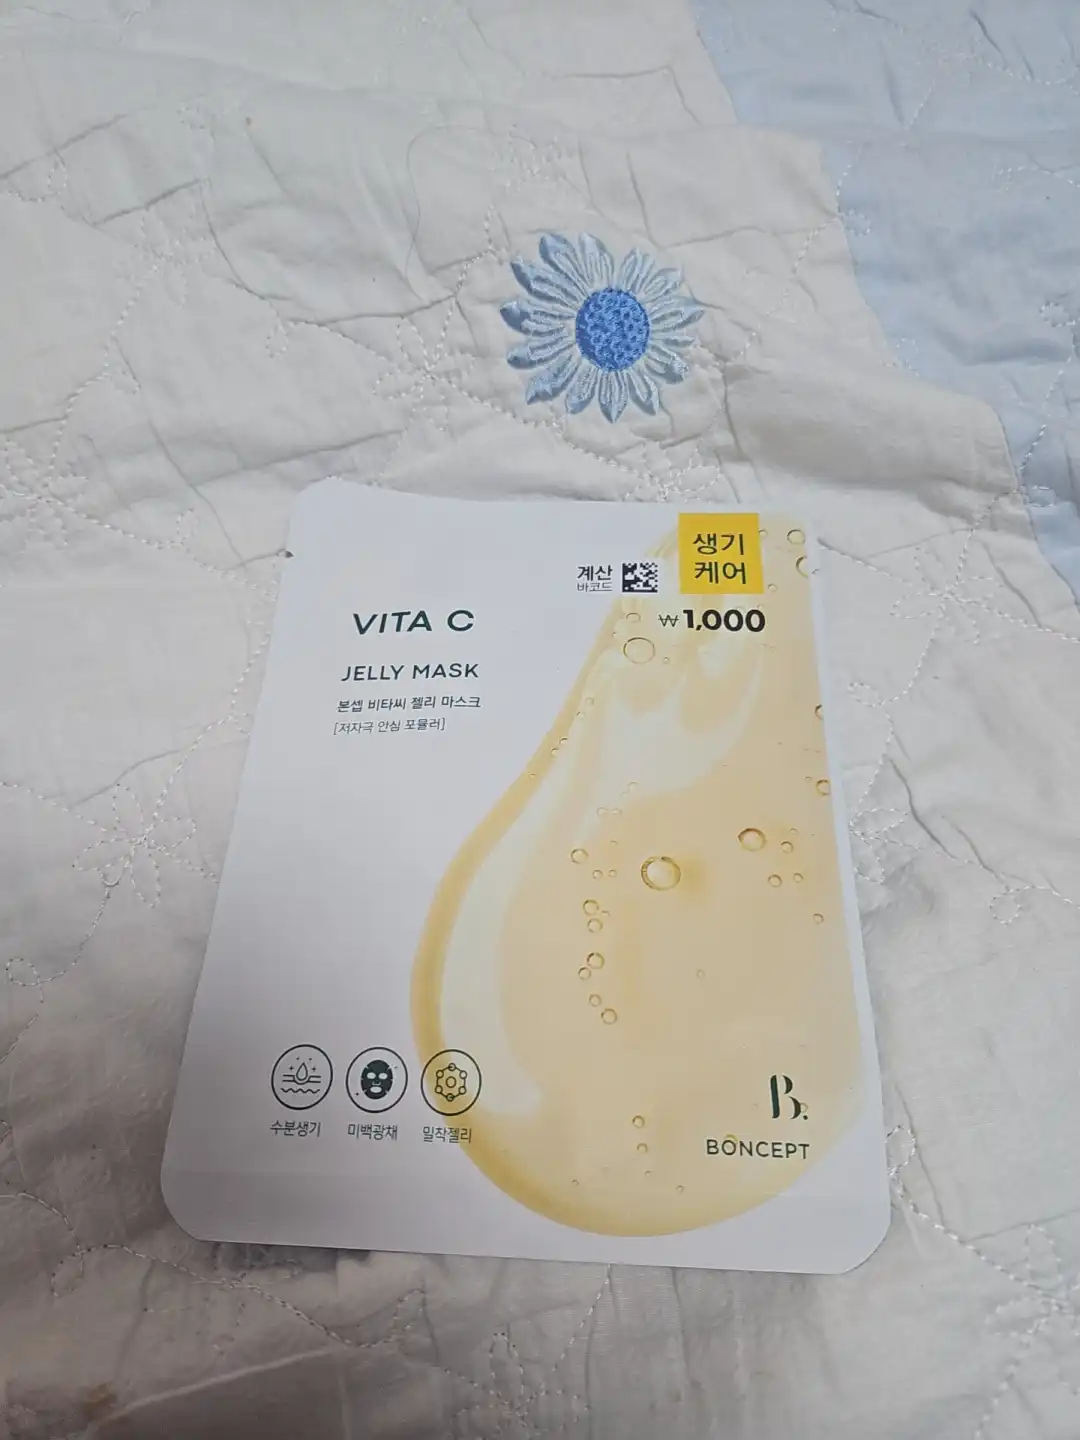 생기
케어
계산
바코드
₩1,000
VITA C
JELLY MASK
본셉 비타씨 젤리 마스크
[저자극 안심 포뮬러]
수분생기
미백광채
밀착젤리
B.
BONCEPT